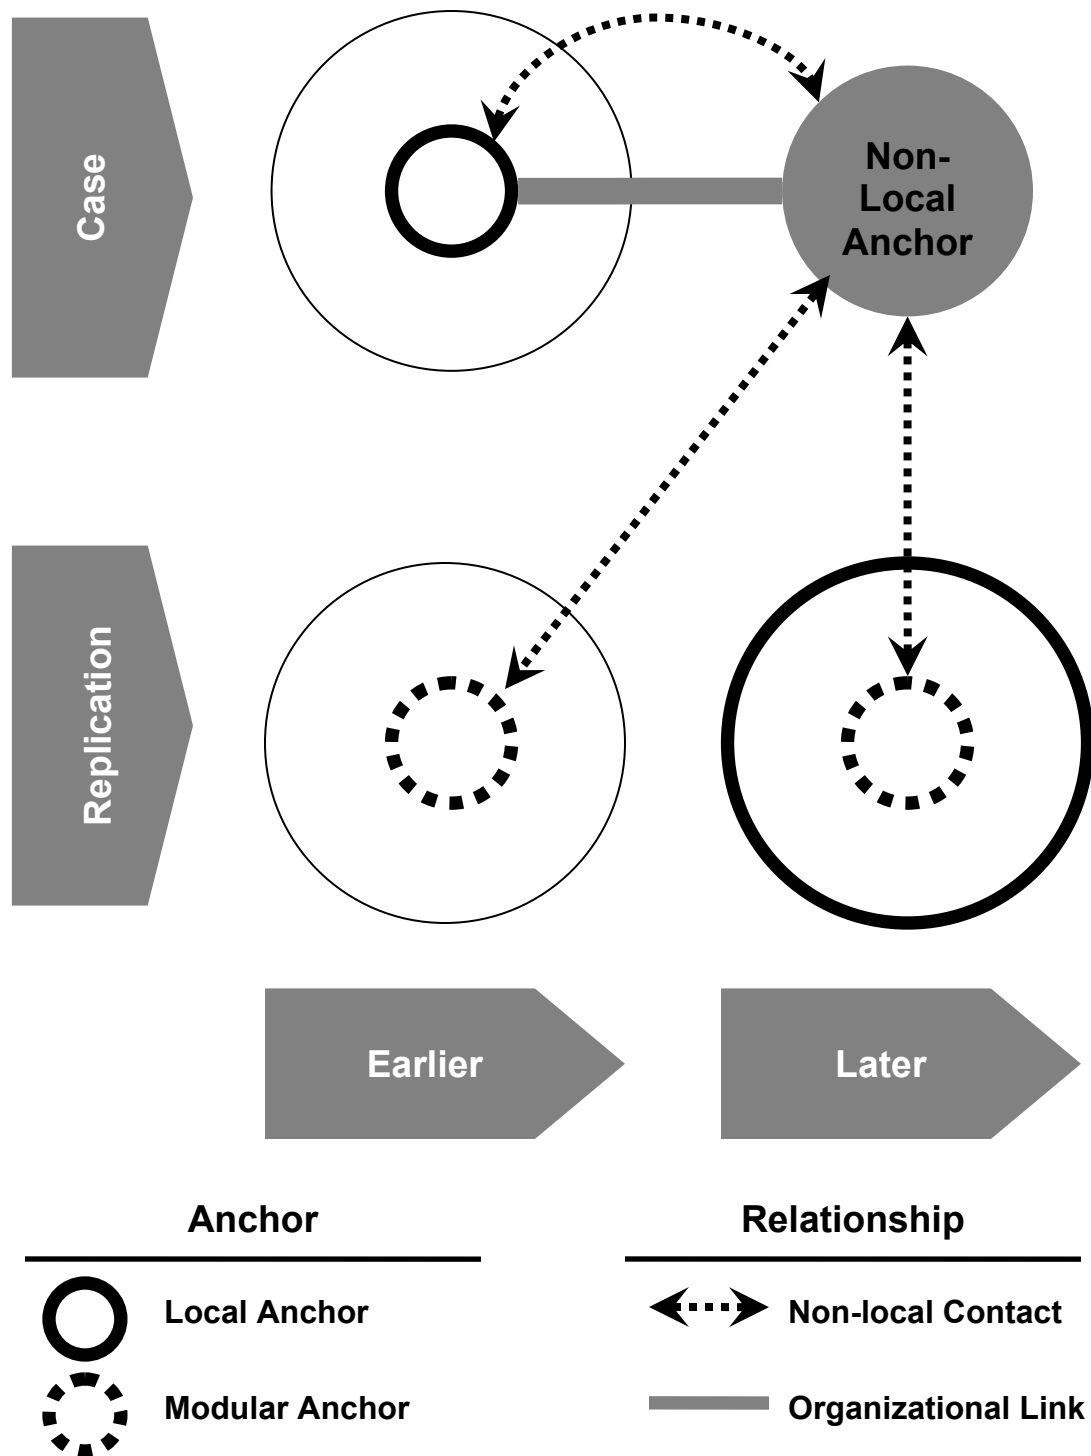 Case
Non-
Local
Anchor
Replication
Earlier
Later
Anchor
Relationship
Local Anchor
Non-local Contact
Modular Anchor
Organizational Link